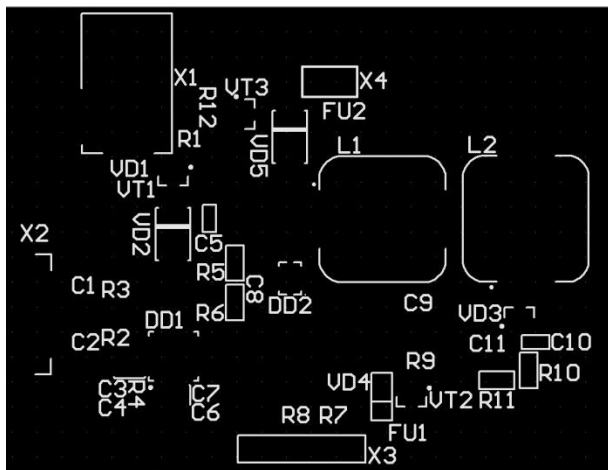 X1
R12
VT3
X4
FU2
R1
VD5
L1
L2
VD1
VT1
X2
VD2
C5
R5
C8
C1
R3
DD2
C9
R6
VD3
DD1
C2
R2
C11
C10
R9
R10
C3
R4
C7
VD4
C4
C6
VT2
R11
R8
R7
FU1
X3